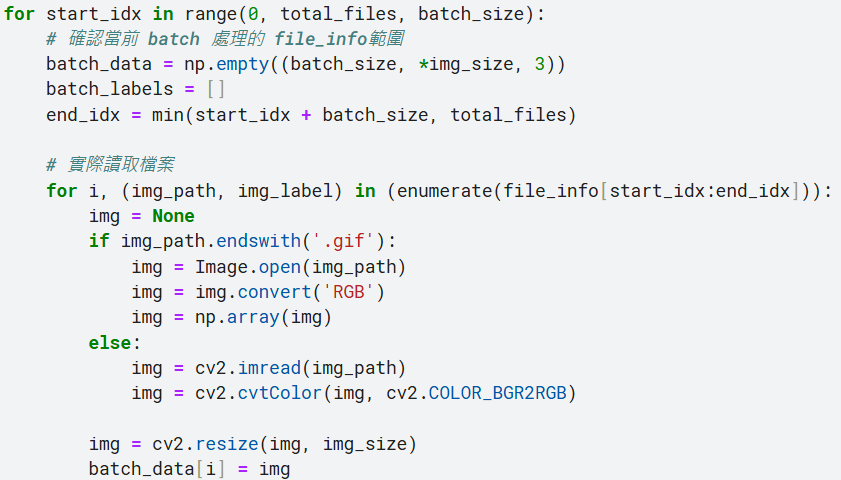 for start_idx in range(0, total_files, batch_size):
    # 確認當前 batch 處理的 file_info範圍
    batch_data = np.empty((batch_size, *img_size, 3))
    batch_labels = []
    end_idx = min(start_idx + batch_size, total_files)

    # 實際讀取檔案
    for i, (img_path, img_label) in (enumerate(file_info[start_idx:end_idx])):
        img = None
        if img_path.endswith('.gif'):
            img = Image.open(img_path)
            img = img.convert('RGB')
            img = np.array(img)
        else:
            img = cv2.imread(img_path)
            img = cv2.cvtColor(img, cv2.COLOR_BGR2RGB)

        img = cv2.resize(img, img_size)
        batch_data[i] = img